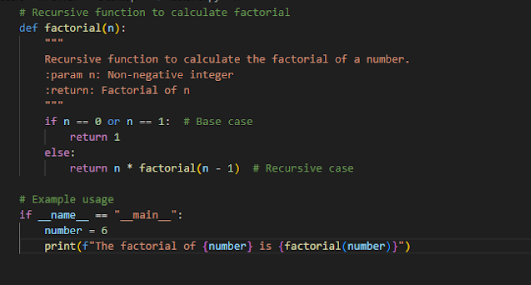 # Recursive function to calculate factorial
def factorial(n):
    """
    Recursive function to calculate the factorial of a number.
    :param n: Non-negative integer
    :return: Factorial of n
    """
    if n == 0 or n == 1:  # Base case
        return 1
    else:
        return n * factorial(n - 1)  # Recursive case

# Example usage
if __name__ == "__main__":
    number = 6
    print(f"The factorial of {number} is {factorial(number)}")